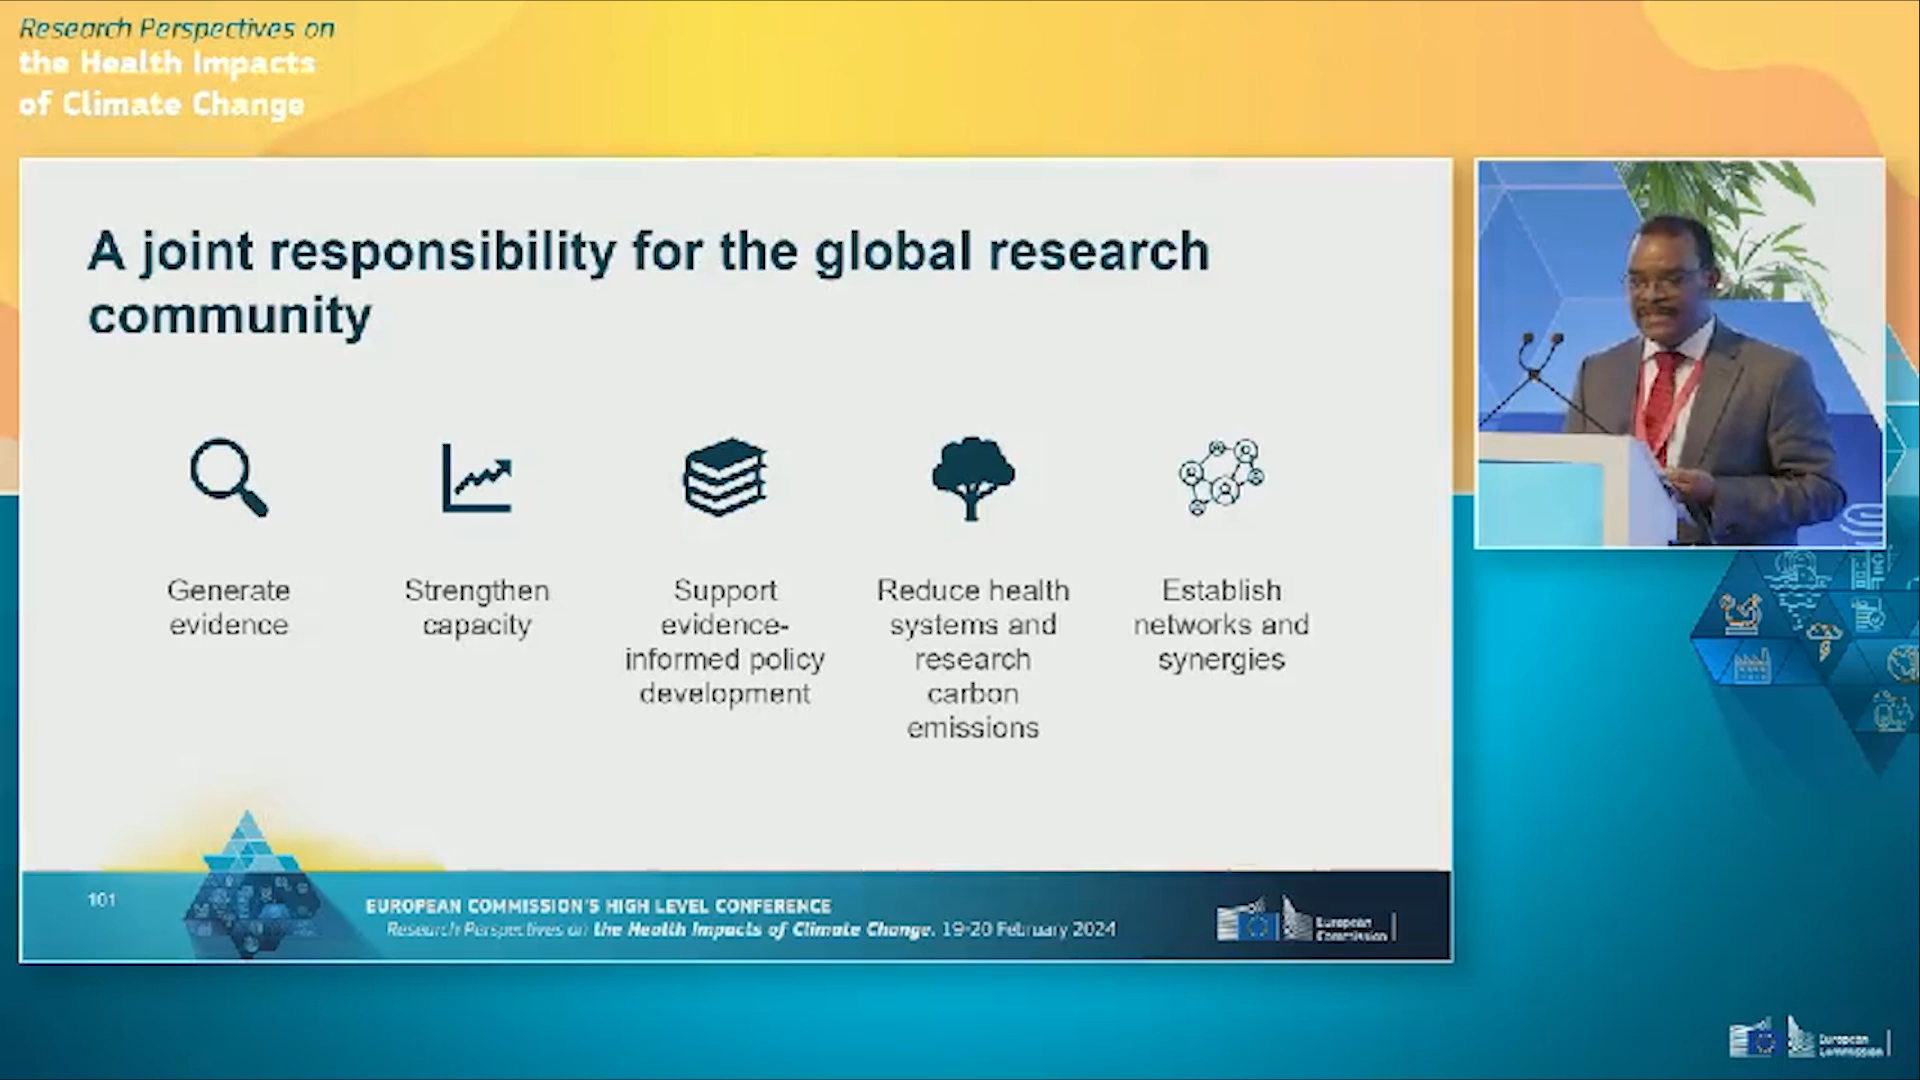 Research Perspectives on
the Health Impacts
of Climate Change
A joint responsibility for the global research
community
Generate
evidence
Strengthen
capacity
Support
evidence-
informed policy
development
Reduce health
systems and
research
carbon
emissions
Establish
networks and
synergies
101
EUROPEAN COMMISSION'S HIGH LEVEL CONFERENCE
Research Perspectives on the Health Impacts of Climate Change. 19-20 February 2024
European
Commission
European
Commission